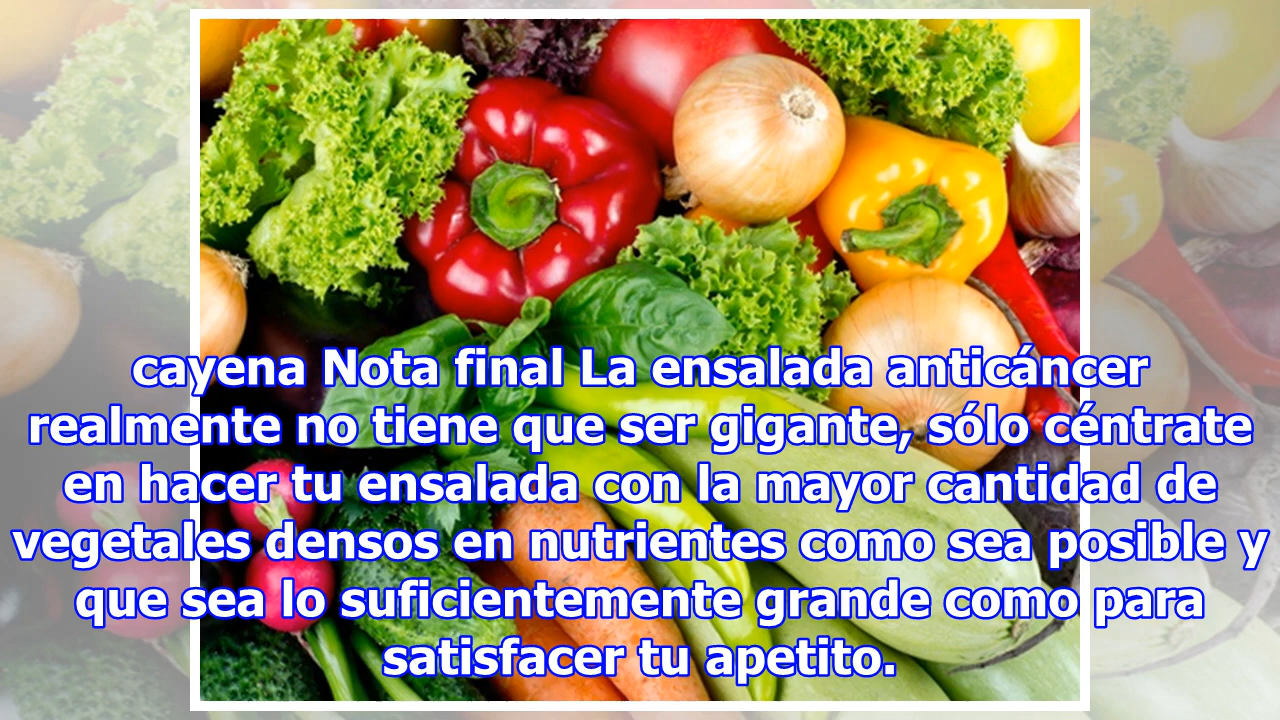 cayena Nota final La ensalada anticáncer
realmente no tiene que ser gigante, sólo céntrate
en hacer tu ensalada con la mayor cantidad de
vegetales densos en nutrientes como sea posible y
que sea lo suficientemente grande como para
satisfacer tu apetito.